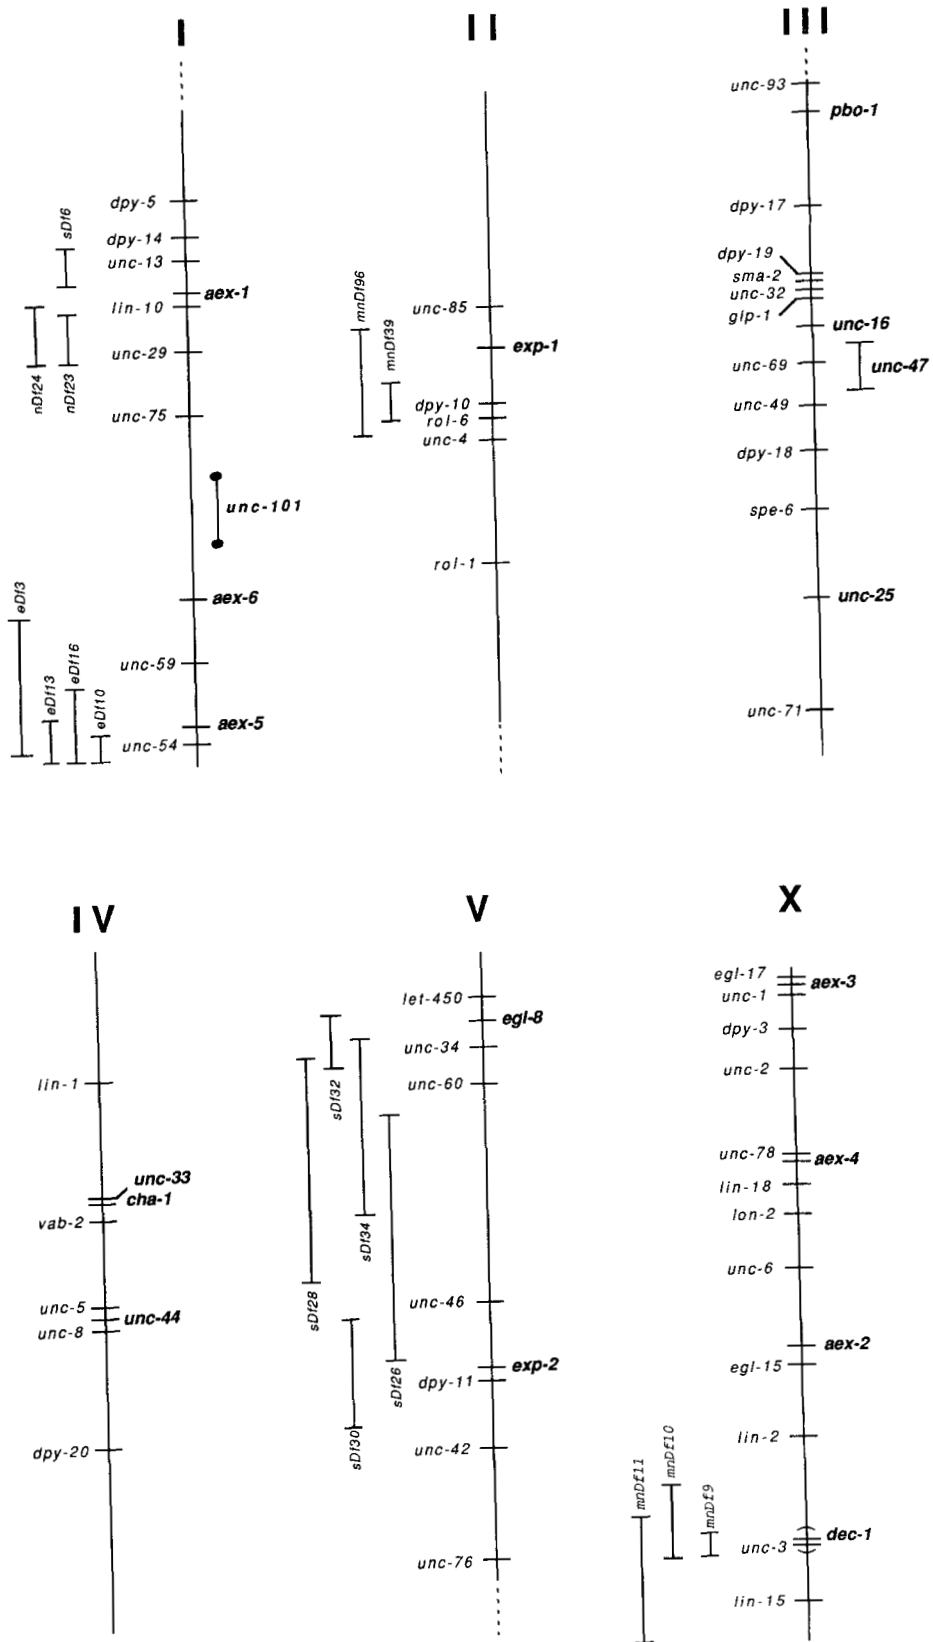 I
II
III
unc-93
pbo-1
dpy-5
dpy-17
sDf6
dpy-14
unc-13
dpy-19
sma-2
aex-1
unc-32
lin-10
mnDf96
unc-85
glp-1
unc-16
unc-29
mnDf39
exp-1
unc-69
unc-47
nDf24
nDf23
dpy-10
unc-49
unc-75
rol-6
unc-4
dpy-18
unc-101
spe-6
rol-1
eDf3
aex-6
unc-25
eDf16
unc-59
eDf13
eDf10
aex-5
unc-71
unc-54
IV
V
X
egl-17
aex-3
let-450
unc-1
egl-8
dpy-3
unc-34
unc-2
lin-1
sDf32
unc-60
unc-78
aex-4
unc-33
lin-18
cha-1
lon-2
vab-2
sDf34
unc-6
unc-5
sDf28
unc-46
unc-44
unc-8
aex-2
exp-2
egl-15
sDf26
dpy-11
dpy-20
sDf30
unc-42
lin-2
mnDf11
mnDf10
mnDf9
dec-1
unc-3
unc-76
lin-15